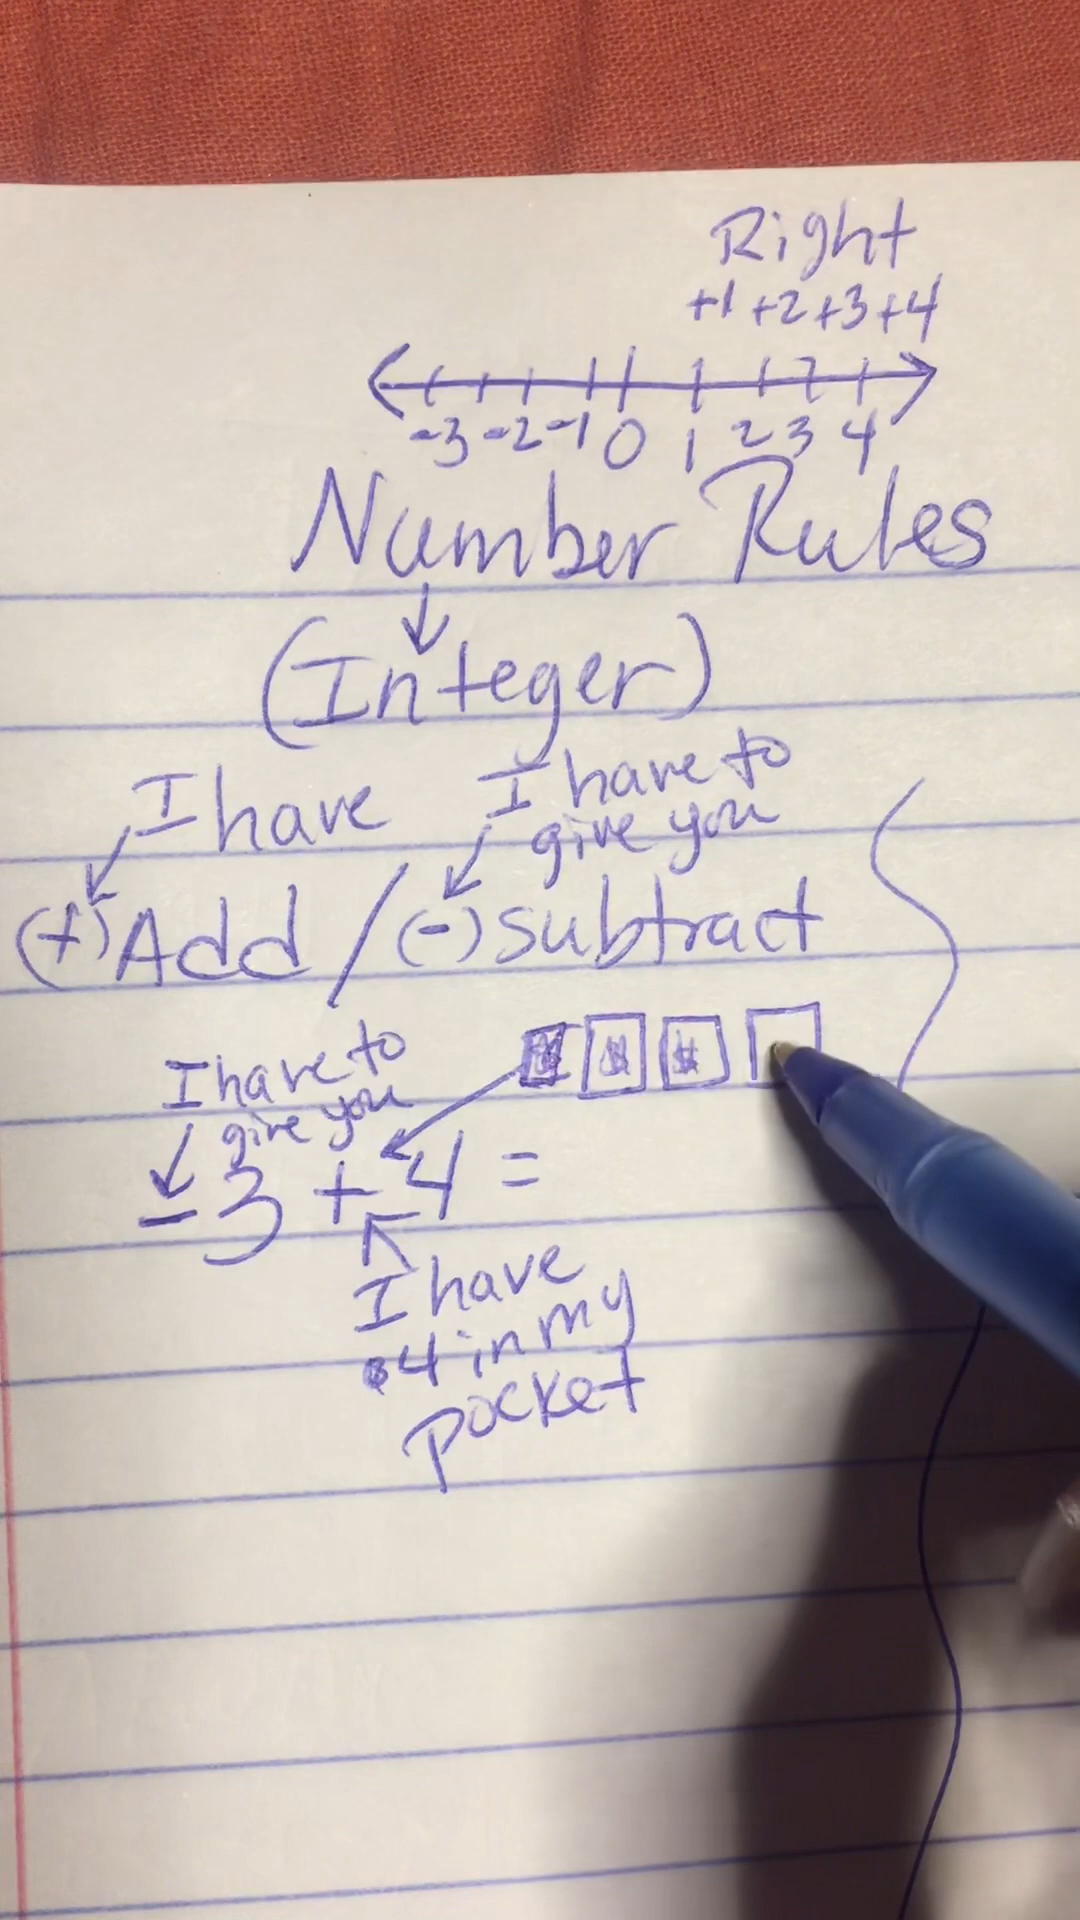 Right
+1 +2 +3 +4
-3 -2 -1 0 1 2 3 4
Number Rules
(Integer)
I have
I have to
give you
(+) Add / (-) subtract
I have to
give you
-3 + 4 =
I have
$4 in my
pocket